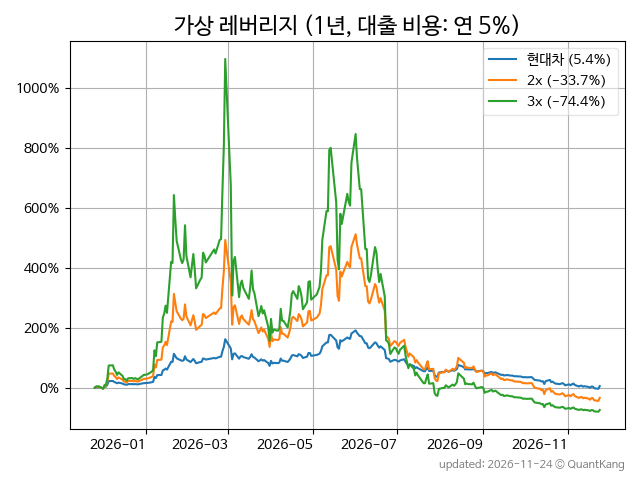 가상 레버리지 (1년, 대출 비용: 연 5%)
현대차 (5.4%)
2x (-33.7%)
3x (-74.4%)
1000%
800%
600%
400%
200%
0%
2026-01 2026-03 2026-05 2026-07 2026-09 2026-11
updated: 2026-11-24 © QuantKang